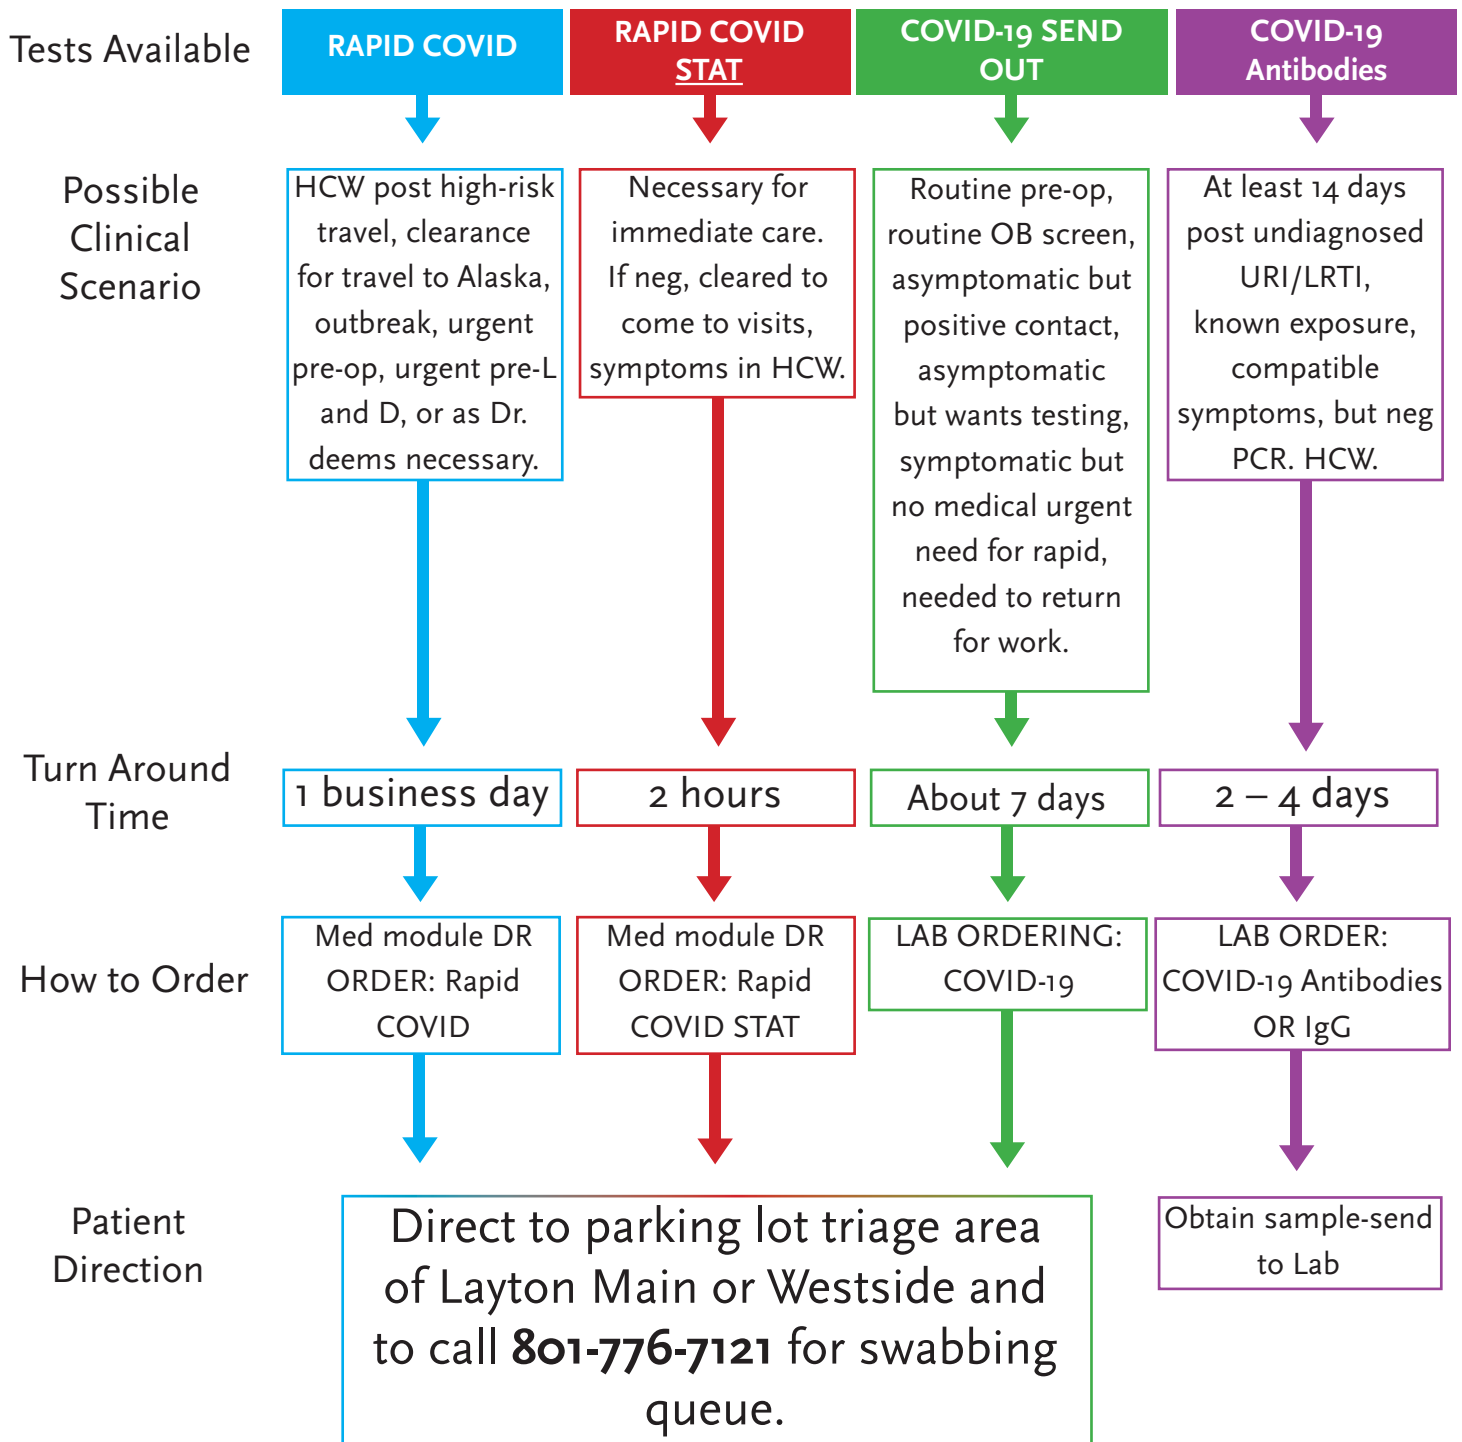 Tests Available
RAPID COVID
RAPID COVID
STAT
COVID-19 SEND
OUT
COVID-19
Antibodies
Possible
Clinical
Scenario
HCW post high-risk
travel, clearance
for travel to Alaska,
outbreak, urgent
pre-op, urgent pre-L
and D, or as Dr.
deems necessary.
Necessary for
immediate care.
If neg, cleared to
come to visits,
symptoms in HCW.
Routine pre-op,
routine OB screen,
asymptomatic but
positive contact,
asymptomatic
but wants testing,
symptomatic but
no medical urgent
need for rapid,
needed to return
for work.
At least 14 days
post undiagnosed
URI/LRTI,
known exposure,
compatible
symptoms, but neg
PCR. HCW.
Turn Around
Time
1 business day
2 hours
About 7 days
2 – 4 days
How to Order
Med module DR
ORDER: Rapid
COVID
Med module DR
ORDER: Rapid
COVID STAT
LAB ORDERING:
COVID-19
LAB ORDER:
COVID-19 Antibodies
OR IgG
Patient
Direction
Direct to parking lot triage area
of Layton Main or Westside and
to call 801-776-7121 for swabbing
queue.
Obtain sample-send
to Lab